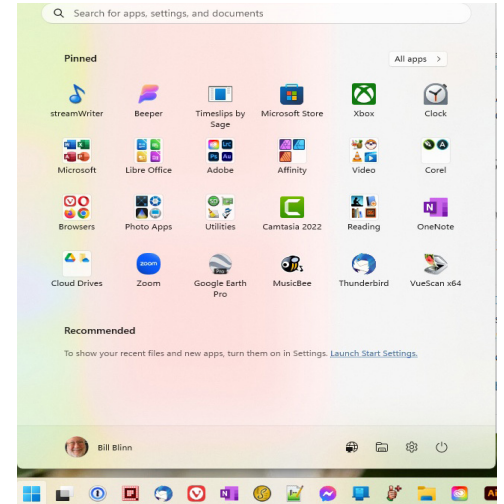 Search for apps, settings, and documents
Pinned
All apps >
streamWriter Beeper Timeslips by Sage Microsoft Store Xbox Clock
Microsoft Libre Office Adobe Affinity Video Corel
Browsers Photo Apps Utilities Camtasia 2022 Reading OneNote
zoom
Cloud Drives Zoom Google Earth Pro MusicBee Thunderbird VueScan x64
Recommended
To show your recent files and new apps, turn them on in Settings. Launch Start Settings.
Bill Blinn